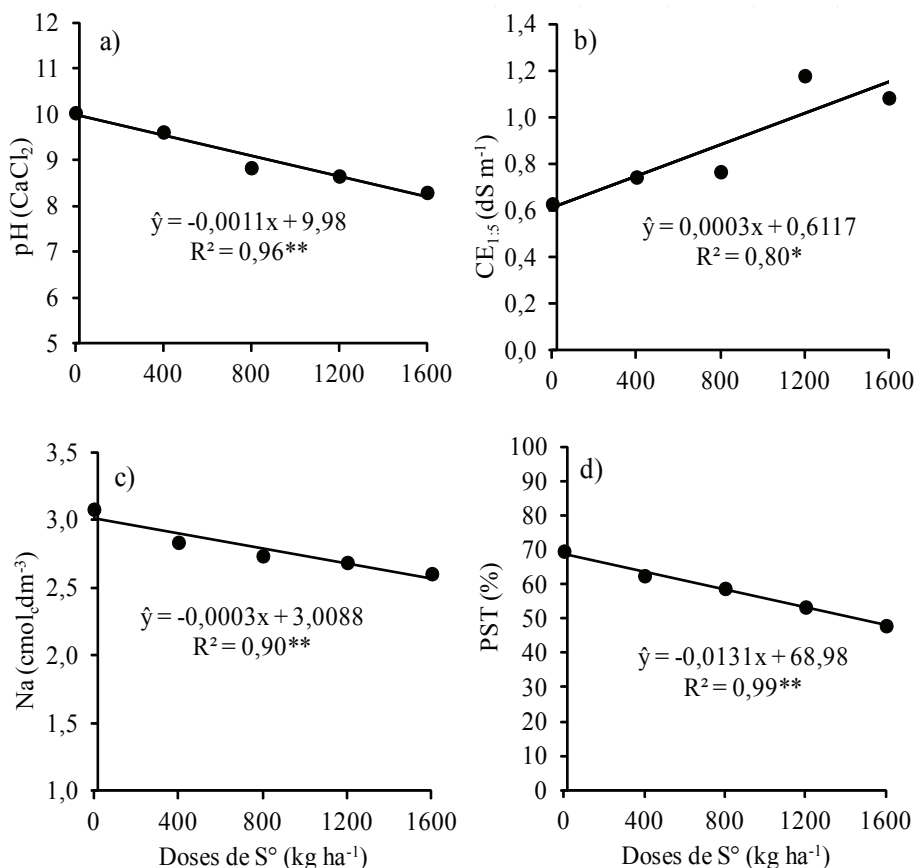 a)
12
11
10
9
8
7
6
5
pH (CaCl₂)
ŷ = -0,0011x + 9,98
R² = 0,96**
0 400 800 1200 1600
b)
1,4
1,2
1,0
0,8
0,6
0,4
0,2
0,0
CE₁:₅ (dS m⁻¹)
ŷ = 0,0003x + 0,6117
R² = 0,80*
0 400 800 1200 1600
c)
3,5
3,0
2,5
2,0
1,5
1,0
Na (cmol꜀dm⁻³)
ŷ = -0,0003x + 3,0088
R² = 0,90**
0 400 800 1200 1600
Doses de S° (kg ha⁻¹)
d)
100
90
80
70
60
50
40
30
20
10
0
PST (%)
ŷ = -0,0131x + 68,98
R² = 0,99**
0 400 800 1200 1600
Doses de S° (kg ha⁻¹)